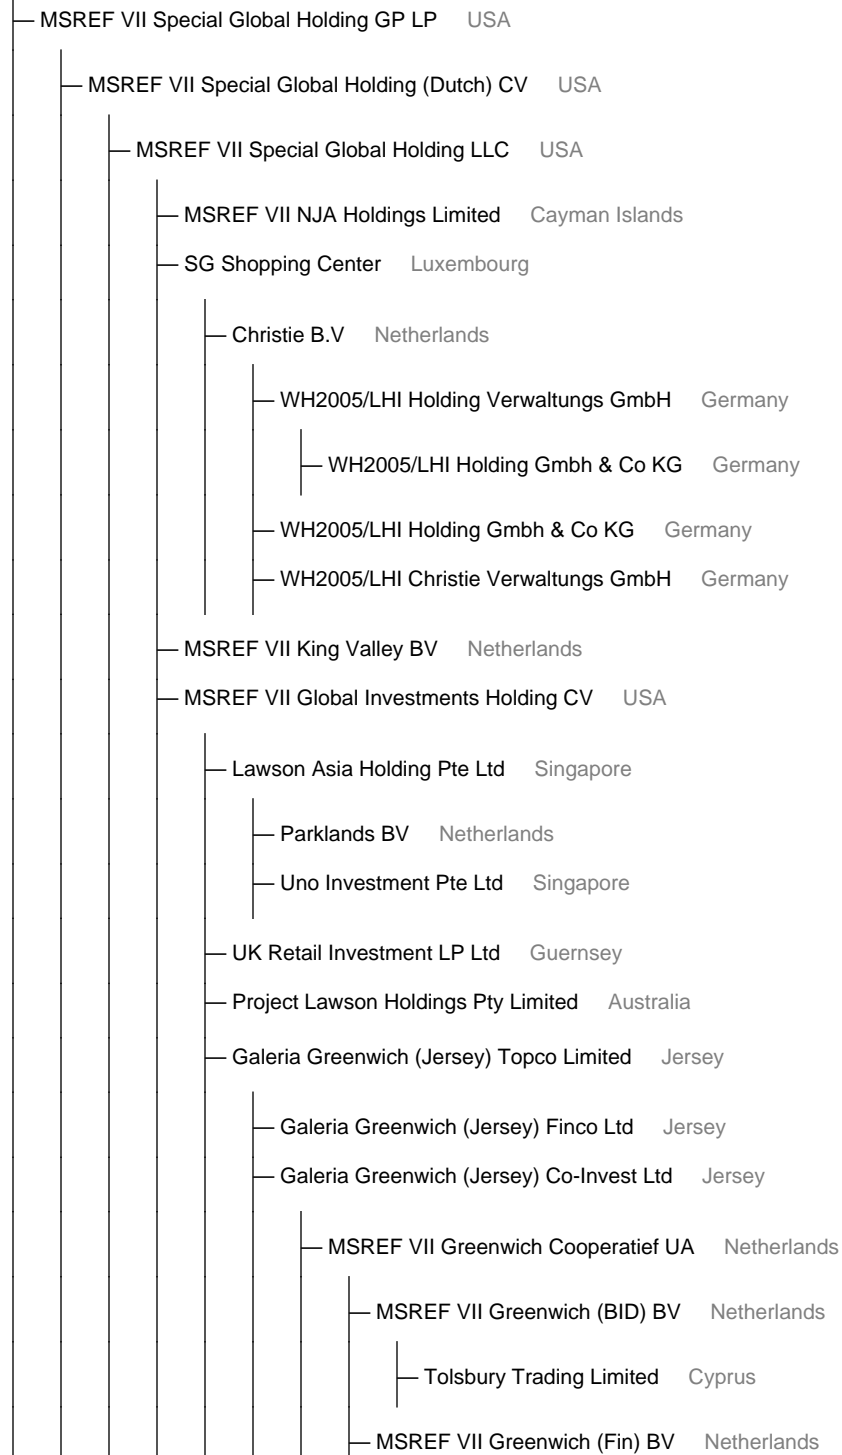 MSREF VII Special Global Holding GP LP USA
MSREF VII Special Global Holding (Dutch) CV USA
MSREF VII Special Global Holding LLC USA
MSREF VII NJA Holdings Limited Cayman Islands
SG Shopping Center Luxembourg
Christie B.V Netherlands
WH2005/LHI Holding Verwaltungs GmbH Germany
WH2005/LHI Holding Gmbh & Co KG Germany
WH2005/LHI Holding Gmbh & Co KG Germany
WH2005/LHI Christie Verwaltungs GmbH Germany
MSREF VII King Valley BV Netherlands
MSREF VII Global Investments Holding CV USA
Lawson Asia Holding Pte Ltd Singapore
Parklands BV Netherlands
Uno Investment Pte Ltd Singapore
UK Retail Investment LP Ltd Guernsey
Project Lawson Holdings Pty Limited Australia
Galeria Greenwich (Jersey) Topco Limited Jersey
Galeria Greenwich (Jersey) Finco Ltd Jersey
Galeria Greenwich (Jersey) Co-Invest Ltd Jersey
MSREF VII Greenwich Cooperatief UA Netherlands
MSREF VII Greenwich (BID) BV Netherlands
Tolsbury Trading Limited Cyprus
MSREF VII Greenwich (Fin) BV Netherlands